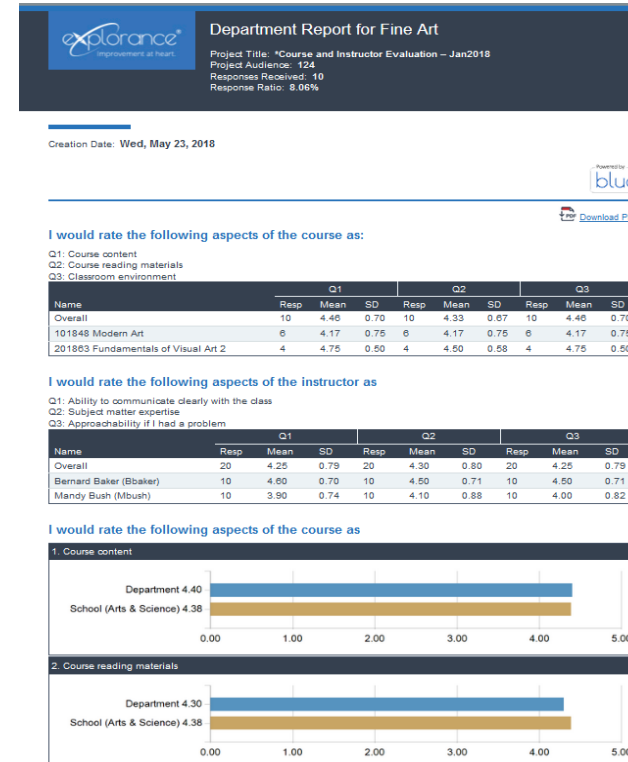 explorance®
improvement at heart.
Department Report for Fine Art
Project Title: *Course and Instructor Evaluation – Jan2018
Project Audience: 124
Responses Received: 10
Response Ratio: 8.06%
Creation Date: Wed, May 23, 2018
Powered by
blu
PDF Download P
I would rate the following aspects of the course as:
Q1: Course content
Q2: Course reading materials
Q3: Classroom environment
Q1 Q2 Q3
Name Resp Mean SD Resp Mean SD Resp Mean SD
Overall 10 4.46 0.70 10 4.33 0.67 10 4.46 0.70
101848 Modern Art 6 4.17 0.75 6 4.17 0.75 6 4.17 0.75
201863 Fundamentals of Visual Art 2 4 4.75 0.50 4 4.50 0.58 4 4.75 0.50
I would rate the following aspects of the instructor as
Q1: Ability to communicate clearly with the class
Q2: Subject matter expertise
Q3: Approachability if I had a problem
Q1 Q2 Q3
Name Resp Mean SD Resp Mean SD Resp Mean SD
Overall 20 4.25 0.79 20 4.30 0.80 20 4.25 0.79
Bernard Baker (Bbaker) 10 4.60 0.70 10 4.50 0.71 10 4.50 0.71
Mandy Bush (Mbush) 10 3.90 0.74 10 4.10 0.88 10 4.00 0.82
I would rate the following aspects of the course as
1. Course content
Department 4.40
School (Arts & Science) 4.38
0.00 1.00 2.00 3.00 4.00 5.00
2. Course reading materials
Department 4.30
School (Arts & Science) 4.38
0.00 1.00 2.00 3.00 4.00 5.00